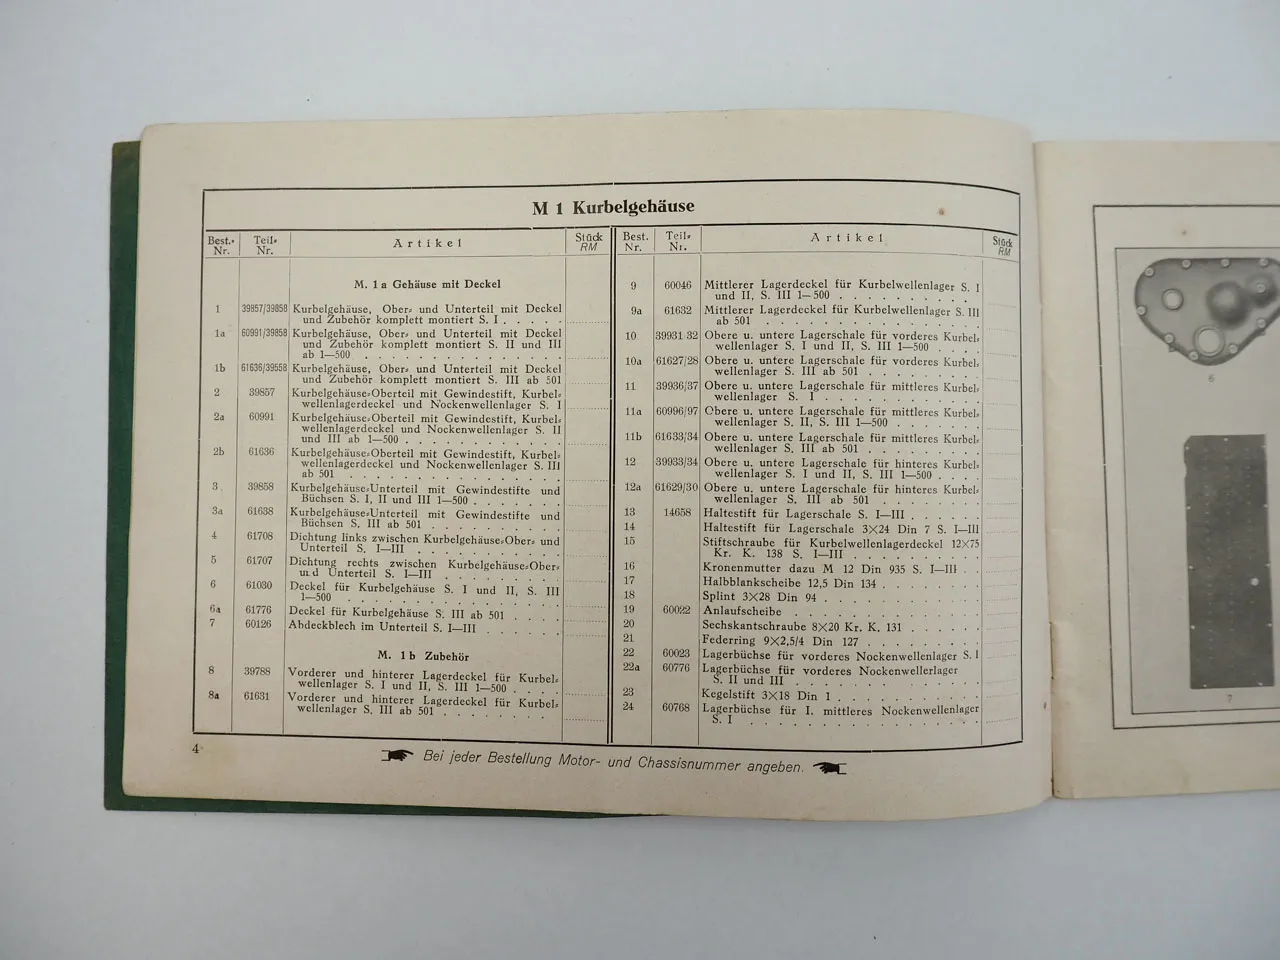 M 1 Kurbelgehäuse
Best.- Nr. Teil- Nr. Artikel Stück RM
M. 1a Gehäuse mit Deckel
1 39857/39858 Kurbelgehäuse, Ober- und Unterteil mit Deckel
und Zubehör komplett montiert S. I . . . . .
1a 60991/39858 Kurbelgehäuse, Ober- und Unterteil mit Deckel
und Zubehör komplett montiert S. II und III
ab 1—500 . . . . . . . . . . . . . .
1b 61636/39558 Kurbelgehäuse, Ober- und Unterteil mit Deckel
und Zubehör komplett montiert S. III ab 501
2 39857 Kurbelgehäuse-Oberteil mit Gewindestift, Kurbel-
wellenlagerdeckel und Nockenwellenlager S. I
2a 60991 Kurbelgehäuse-Oberteil mit Gewindestift, Kurbel-
wellenlagerdeckel und Nockenwellenlager S. II
und III ab 1—500 . . . . . . . . . . .
2b 61636 Kurbelgehäuse-Oberteil mit Gewindestift, Kurbel-
wellenlagerdeckel und Nockenwellenlager S. III
ab 501 . . . . . . . . . . . . . . .
3 39858 Kurbelgehäuse-Unterteil mit Gewindestifte und
Büchsen S. I, II und III 1—500 . . . . . . .
3a 61638 Kurbelgehäuse-Unterteil mit Gewindestifte und
Büchsen S. III ab 501 . . . . . . . . . .
4 61708 Dichtung links zwischen Kurbelgehäuse-Ober- und
Unterteil S. I—III . . . . . . . . . . .
5 61707 Dichtung rechts zwischen Kurbelgehäuse-Ober-
und Unterteil S. I—III . . . . . . . . . .
6 61030 Deckel für Kurbelgehäuse S. I und II, S. III
1—500 . . . . . . . . . . . . . . .
6a 61776 Deckel für Kurbelgehäuse S. III ab 501 . . . .
7 60126 Abdeckblech im Unterteil S. I—III . . . . . .
M. 1b Zubehör
8 39788 Vorderer und hinterer Lagerdeckel für Kurbel-
wellenlager S. I und II, S. III 1—500 . . . .
8a 61631 Vorderer und hinterer Lagerdeckel für Kurbel-
wellenlager S. III ab 501 . . . . . . . .
Best. Nr. Teil- Nr. Artikel Stück RM
9 60046 Mittlerer Lagerdeckel für Kurbelwellenlager S. I
und II, S. III 1—500 . . . . . . . . . .
9a 61632 Mittlerer Lagerdeckel für Kurbelwellenlager S. III
ab 501 . . . . . . . . . . . . . . .
10 39931 32 Obere u. untere Lagerschale für vorderes Kurbel-
wellenlager S. I und II, S. III 1—500 . . . .
10a 61627/28 Obere u. untere Lagerschale für vorderes Kurbel-
wellenlager S. III ab 501 . . . . . . . .
11 39936/37 Obere u. untere Lagerschale für mittleres Kurbel-
wellenlager S. I . . . . . . . . . . . .
11a 60996/97 Obere u. untere Lagerschale für mittleres Kurbel-
wellenlager S. II, S. III 1—500 . . . . . . .
11b 61633/34 Obere u. untere Lagerschale für mittleres Kurbel-
wellenlager S. III ab 501 . . . . . . . .
12 39933/34 Obere u. untere Lagerschale für hinteres Kurbel-
wellenlager S. I und II, S. III 1—500 . . . .
12a 61629/30 Obere u. untere Lagerschale für hinteres Kurbel-
wellenlager S. III ab 501 . . . . . . . .
13 14658 Haltestift für Lagerschale S. I—III . . . . . .
14 Haltestift für Lagerschale 3×24 Din 7 S. I—III
15 Stiftschraube für Kurbelwellenlagerdeckel 12×75
Kr. K. 138 S. I—III . . . . . . . . . .
16 Kronenmutter dazu M 12 Din 935 S. I—III . .
17 Halbblankscheibe 12,5 Din 134 . . . . . . . .
18 Splint 3×28 Din 94 . . . . . . . . . . . .
19 60022 Anlaufscheibe . . . . . . . . . . . . . .
20 Sechskantschraube 8×20 Kr. K. 131 . . . . . .
21 Federring 9×2,5/4 Din 127 . . . . . . . . .
22 60023 Lagerbüchse für vorderes Nockenwellenlager S. I
22a 60776 Lagerbüchse für vorderes Nockenwellerlager
S. II und III . . . . . . . . . . . . .
23 Kegelstift 3×18 Din 1 . . . . . . . . . . .
24 60768 Lagerbüchse für I. mittleres Nockenwellenlager
S. I . . . . . . . . . . . . . . . .
4
Bei jeder Bestellung Motor- und Chassisnummer angeben.
6
7